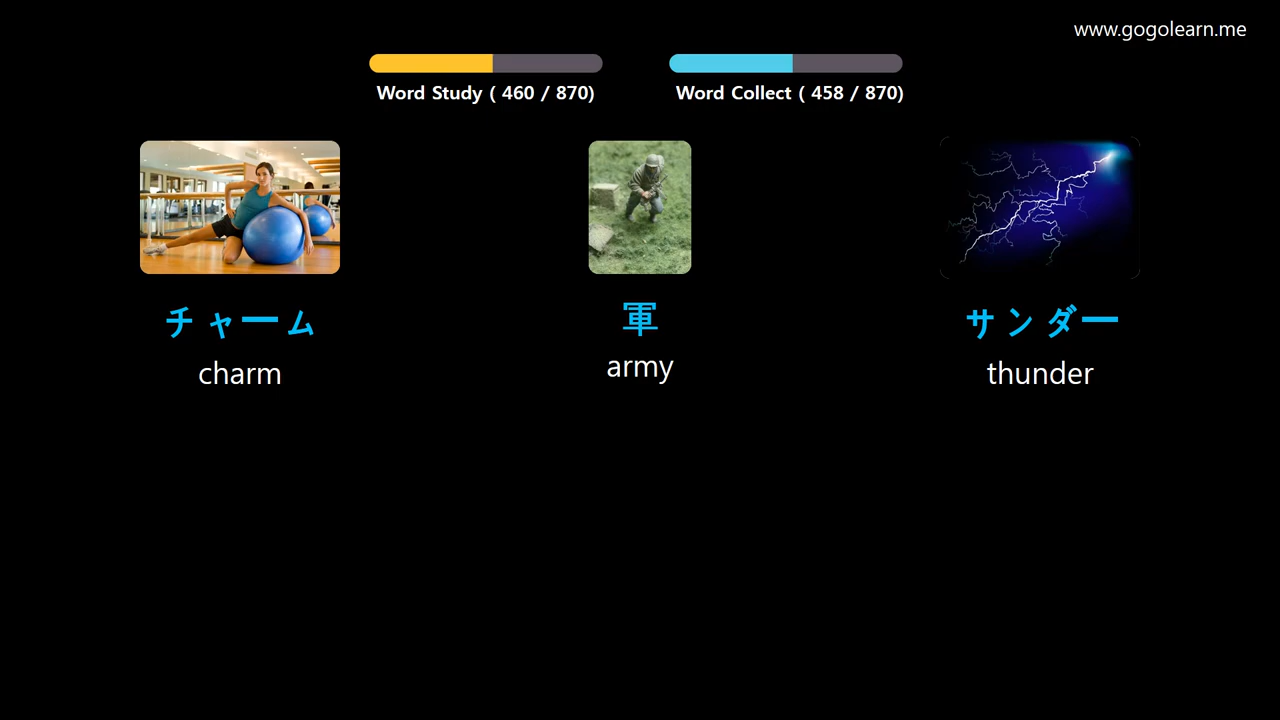 www.gogolearn.me
Word Study ( 460 / 870)
Word Collect ( 458 / 870)
チャーム
軍
サンダー
charm
army
thunder